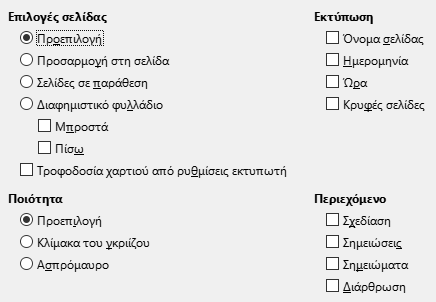 Επιλογές σελίδας
Προεπιλογή
Προσαρμογή στη σελίδα
Σελίδες σε παράθεση
Διαφημιστικό φυλλάδιο
Μπροστά
Πίσω
Τροφοδοσία χαρτιού από ρυθμίσεις εκτυπωτή
Εκτύπωση
Όνομα σελίδας
Ημερομηνία
Ώρα
Κρυφές σελίδες
Ποιότητα
Προεπιλογή
Κλίμακα του γκριίζου
Ασπρόμαυρο
Περιεχόμενο
Σχεδίαση
Σημειώσεις
Σημειώματα
Διάρθρωση